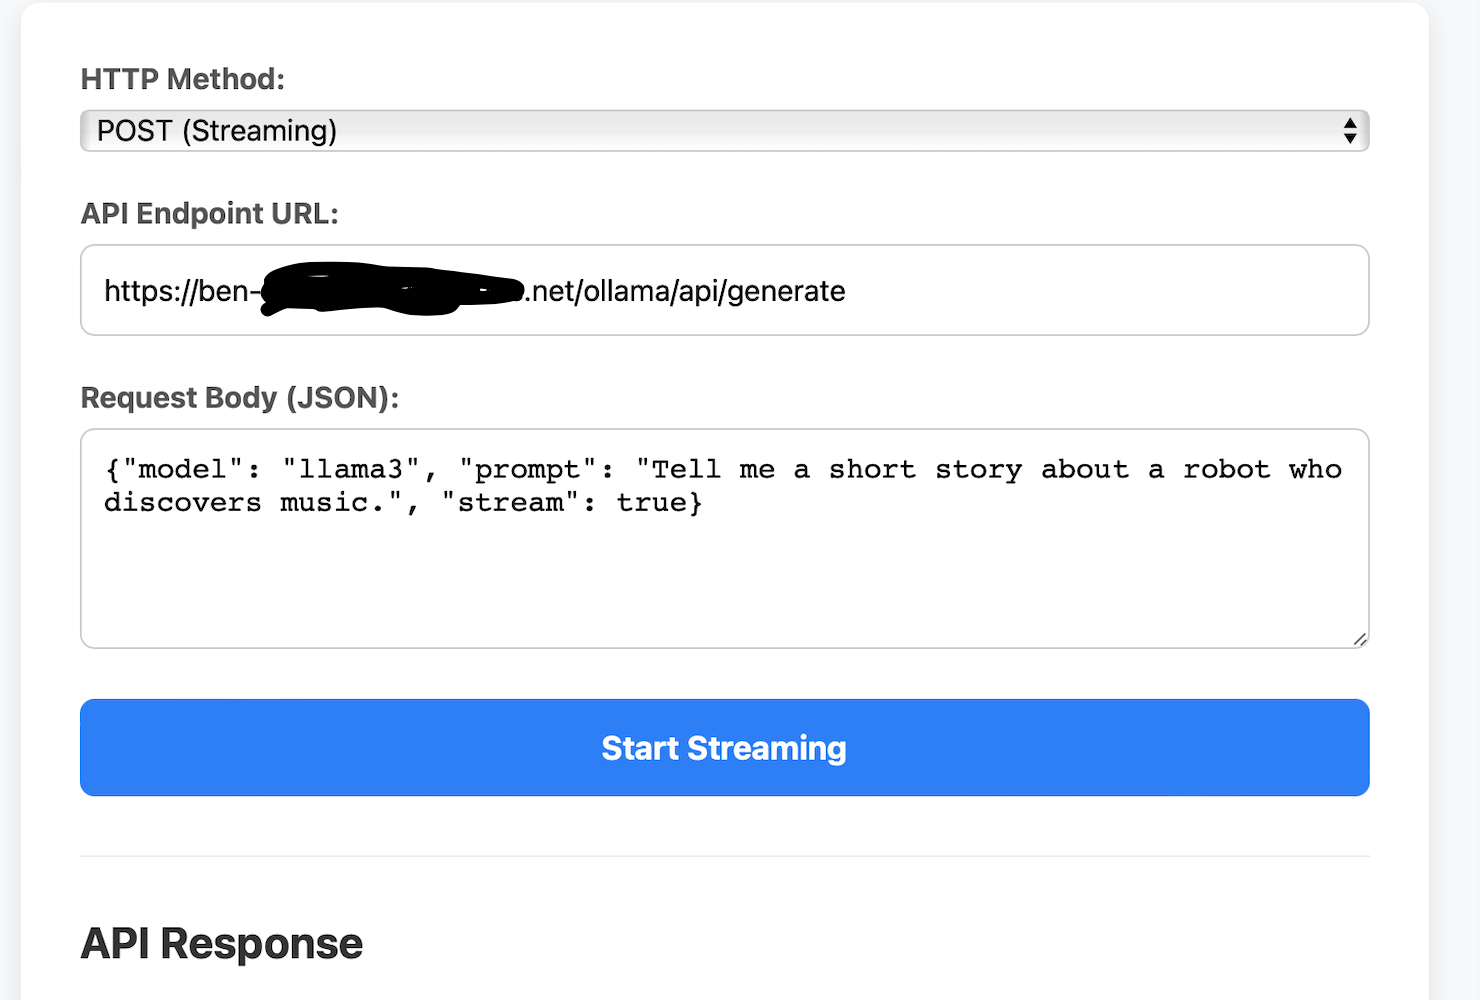 HTTP Method:
POST (Streaming)
API Endpoint URL:
https://ben- .net/ollama/api/generate
Request Body (JSON):
{"model": "llama3", "prompt": "Tell me a short story about a robot who
discovers music.", "stream": true}
Start Streaming
API Response